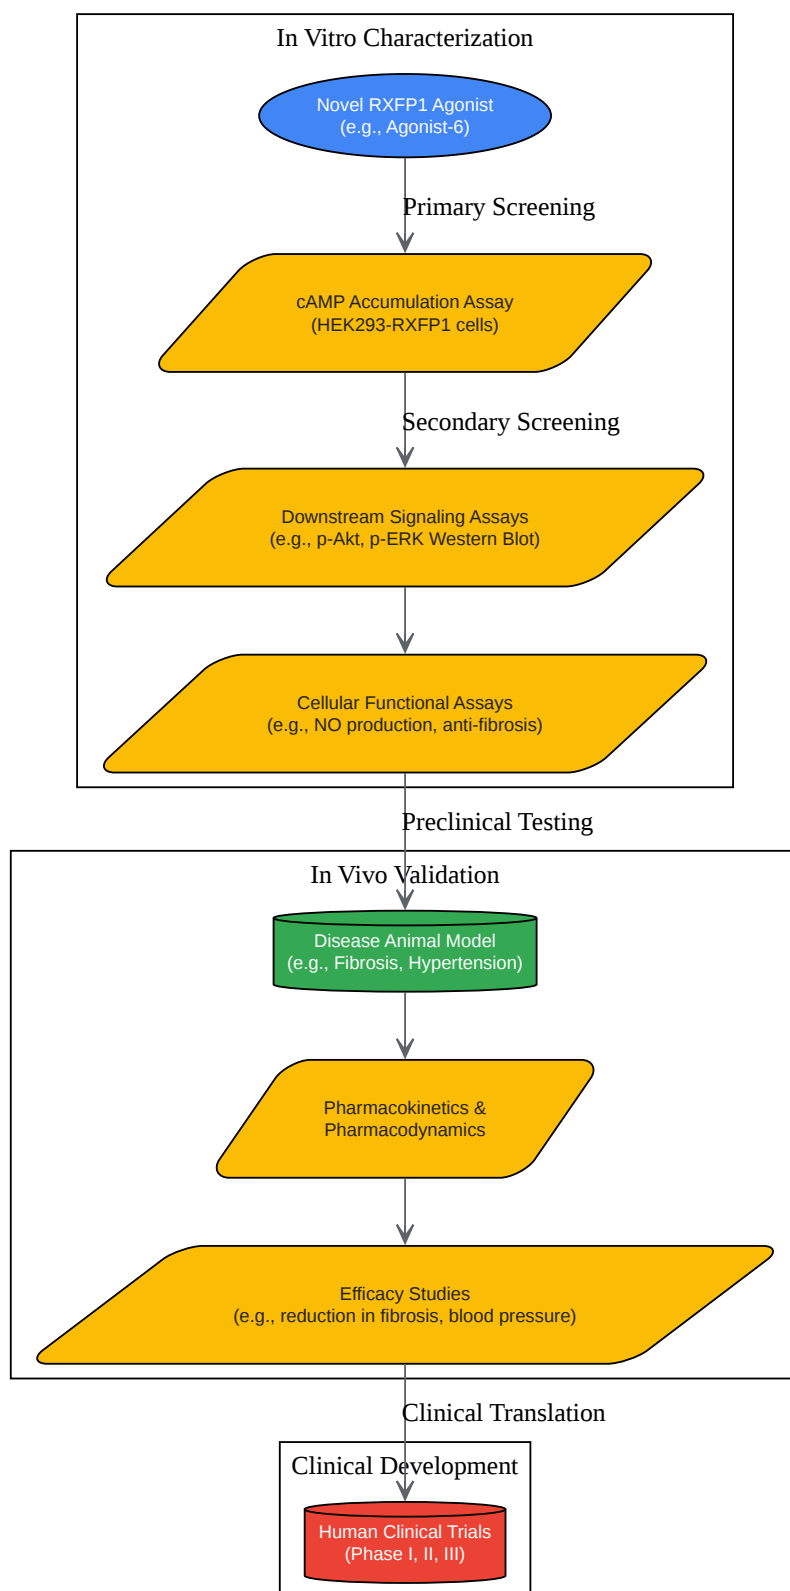 In Vitro Characterization
Novel RXFP1 Agonist
(e.g., Agonist-6)
Primary Screening
cAMP Accumulation Assay
(HEK293-RXFP1 cells)
Secondary Screening
Downstream Signaling Assays
(e.g., p-Akt, p-ERK Western Blot)
Cellular Functional Assays
(e.g., NO production, anti-fibrosis)
Preclinical Testing
In Vivo Validation
Disease Animal Model
(e.g., Fibrosis, Hypertension)
Pharmacokinetics &
Pharmacodynamics
Efficacy Studies
(e.g., reduction in fibrosis, blood pressure)
Clinical Translation
Clinical Development
Human Clinical Trials
(Phase I, II, III)